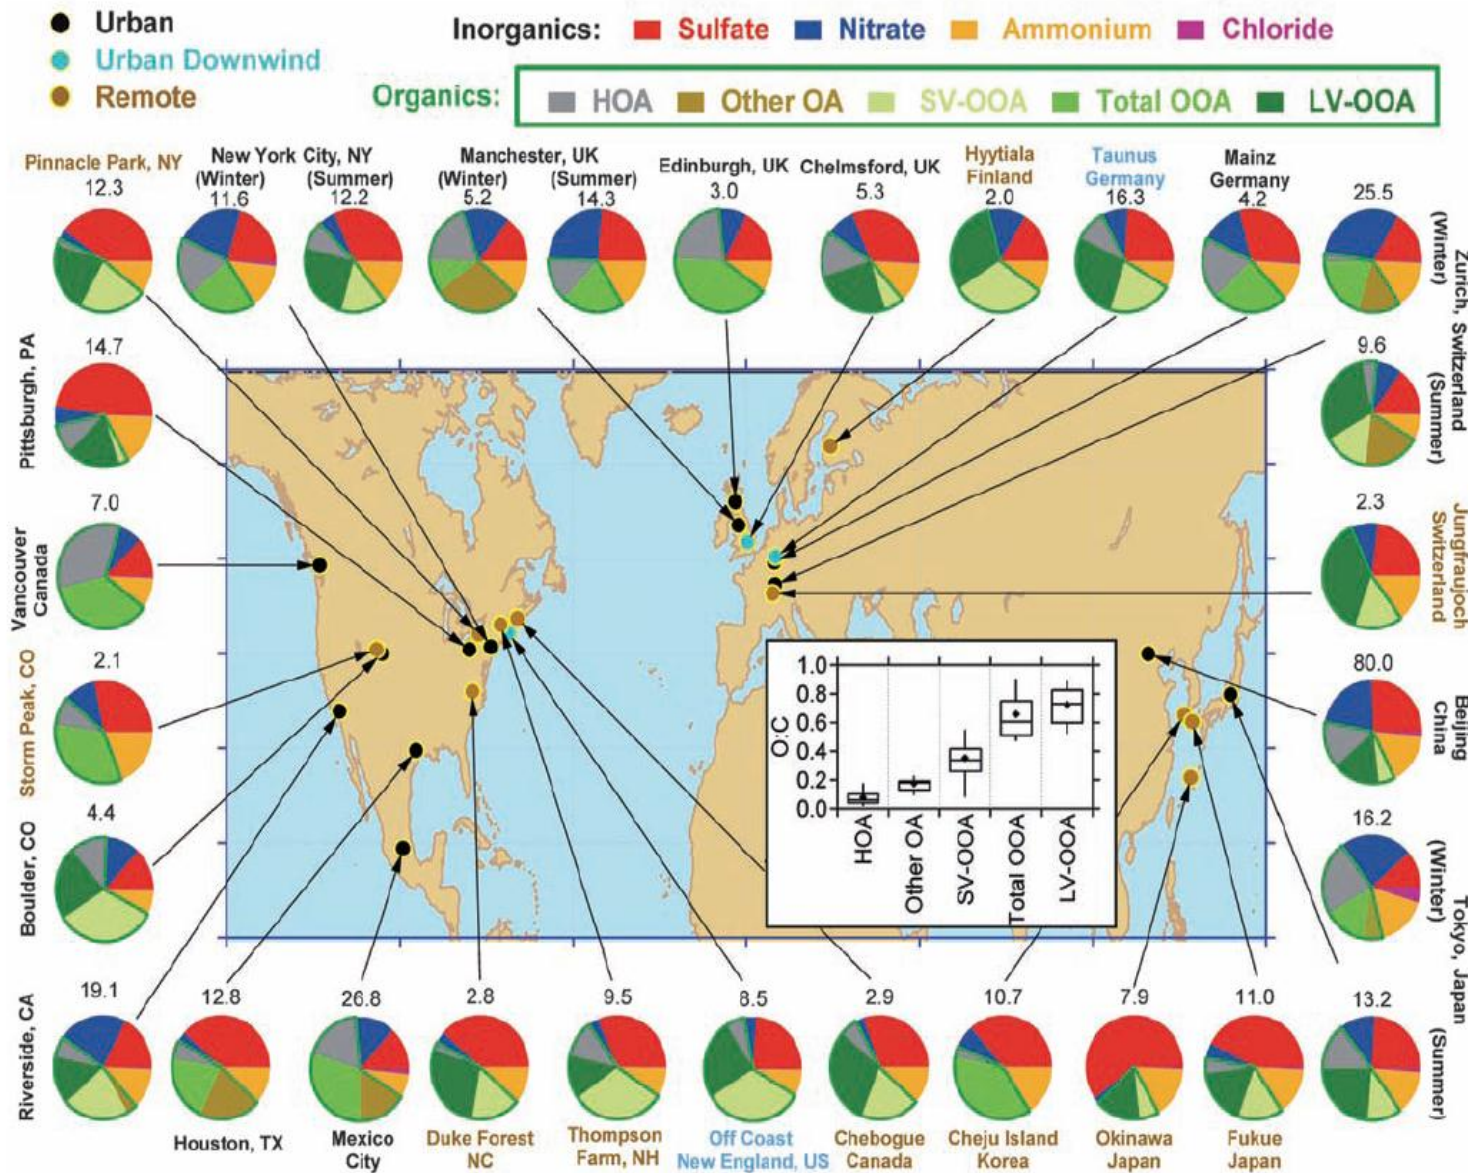 Urban
Urban Downwind
Remote
Inorganics: Sulfate Nitrate Ammonium Chloride
Organics: HOA Other OA SV-OOA Total OOA LV-OOA
Pinnacle Park, NY
12.3
New York City, NY
(Winter) (Summer)
11.6 12.2
Manchester, UK
(Winter) (Summer)
5.2 14.3
Edinburgh, UK
3.0
Chelmsford, UK
5.3
Hyytiala
Finland
2.0
Taunus
Germany
16.3
Mainz
Germany
4.2
25.5
Zurich, Switzerland
(Winter)
9.6
(Summer)
Pittsburgh, PA
14.7
Vancouver
Canada
7.0
Storm Peak, CO
2.1
Boulder, CO
4.4
Riverside, CA
19.1
Jungfraujoch
Switzerland
2.3
Beijing
China
80.0
Tokyo, Japan
(Winter)
16.2
(Summer)
13.2
O:C
1.0
0.8
0.6
0.4
0.2
0.0
HOA
Other OA
SV-OOA
Total OOA
LV-OOA
12.8
Houston, TX
26.8
Mexico
City
2.8
Duke Forest
NC
9.5
Thompson
Farm, NH
8.5
Off Coast
New England, US
2.9
Chebogue
Canada
10.7
Cheju Island
Korea
7.9
Okinawa
Japan
11.0
Fukue
Japan